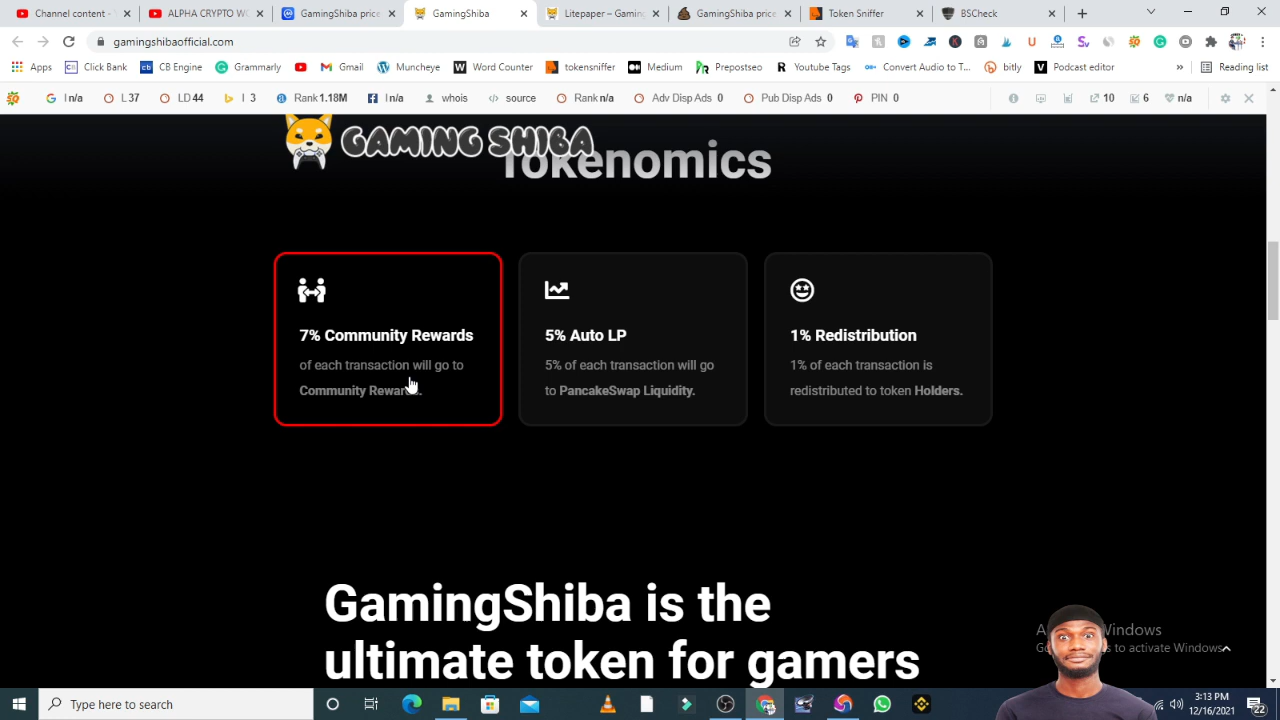 Channel content -
ALPHA CRYPTO WO
GamingShiba price
GamingShiba
Litepaper – Gaming
GamingShiba price
Token Sniffer
BSCheck
gamingshibaofficial.com
Apps
Click Bank
CB Engine
Grammarly
Gmail
Muncheye
Word Counter
tokensniffer
Medium
Prepostseo
Youtube Tags
Convert Audio to T...
bitly
Podcast editor
»
Reading list
I n/a
L 37
LD 44
I 3
Rank 1.18M
I n/a
whois
source
Rank n/a
Adv Disp Ads 0
Pub Disp Ads 0
PIN 0
10
6
n/a
GAMING SHIBA
Tokenomics
7% Community Rewards
of each transaction will go to
Community Rewards.
5% Auto LP
5% of each transaction will go
to PancakeSwap Liquidity.
1% Redistribution
1% of each transaction is
redistributed to token Holders.
GamingShiba is the
ultimate token for gamers
Windows
to activate Windows.
Type here to search
3:13 PM
12/16/2021
22